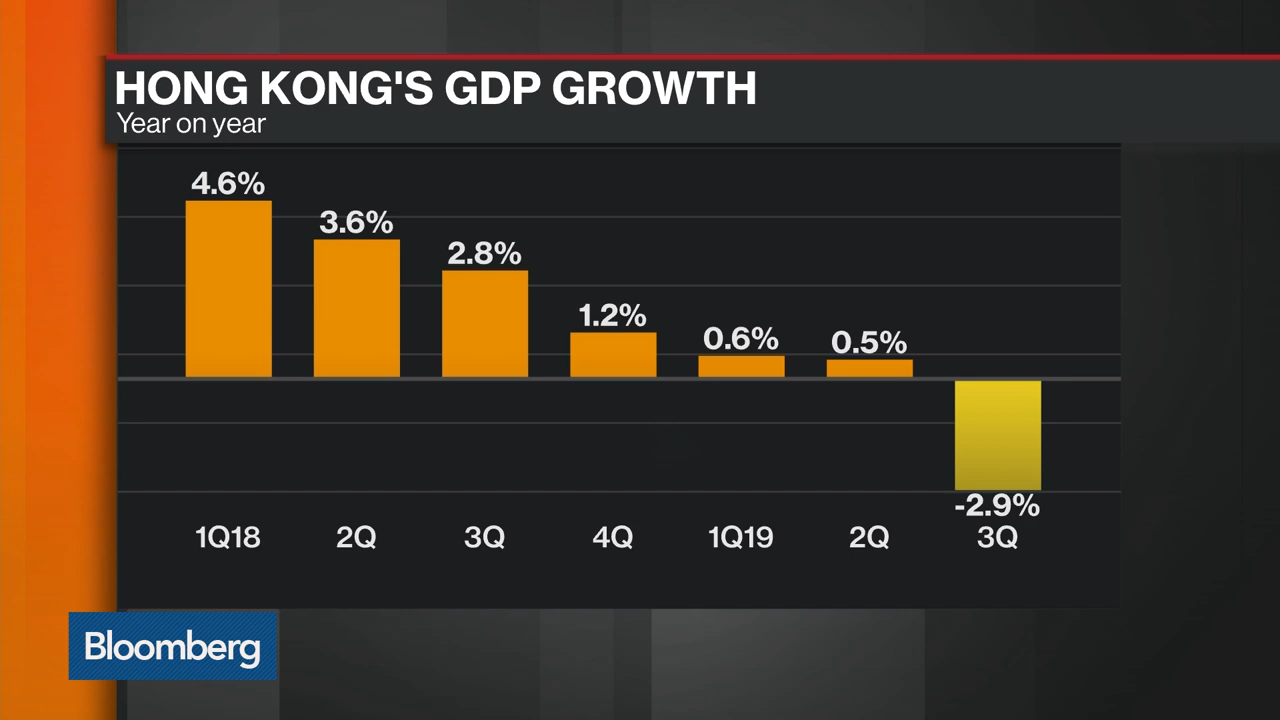 HONG KONG'S GDP GROWTH
Year on year
4.6%
3.6%
2.8%
1.2%
0.6%
0.5%
-2.9%
1Q18 2Q 3Q 4Q 1Q19 2Q 3Q
Bloomberg